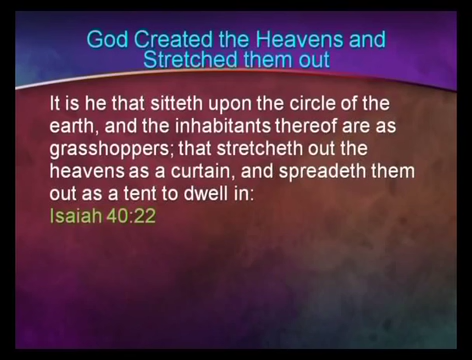 God Created the Heavens and
Stretched them out
It is he that sitteth upon the circle of the
earth, and the inhabitants thereof are as
grasshoppers; that stretcheth out the
heavens as a curtain, and spreadeth them
out as a tent to dwell in:
Isaiah 40:22